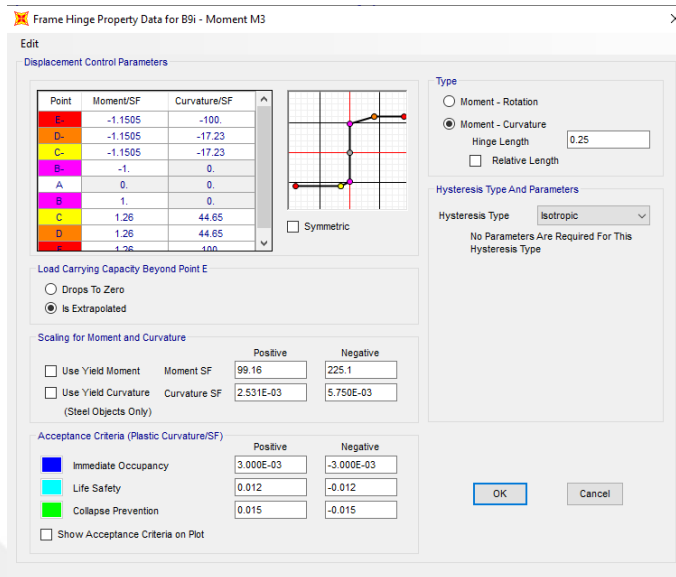 Frame Hinge Property Data for B9i - Moment M3
Edit
Displacement Control Parameters
Point Moment/SF Curvature/SF
E- -1.1505 -100.
D- -1.1505 -17.23
C- -1.1505 -17.23
B- -1. 0.
A 0. 0.
B 1. 0.
C 1.26 44.65
D 1.26 44.65
E 1.26 100.
Symmetric
Type
Moment - Rotation
Moment - Curvature
Hinge Length 0.25
Relative Length
Hysteresis Type And Parameters
Hysteresis Type Isotropic
No Parameters Are Required For This
Hysteresis Type
Load Carrying Capacity Beyond Point E
Drops To Zero
Is Extrapolated
Scaling for Moment and Curvature
Positive Negative
Use Yield Moment Moment SF 99.16 225.1
Use Yield Curvature Curvature SF 2.531E-03 5.750E-03
(Steel Objects Only)
Acceptance Criteria (Plastic Curvature/SF)
Positive Negative
Immediate Occupancy 3.000E-03 -3.000E-03
Life Safety 0.012 -0.012
Collapse Prevention 0.015 -0.015
Show Acceptance Criteria on Plot
OK Cancel